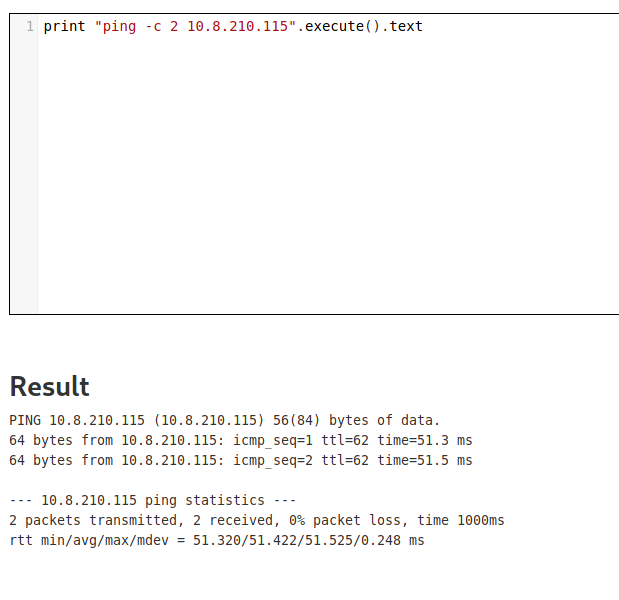 1 print "ping -c 2 10.8.210.115".execute().text
Result
PING 10.8.210.115 (10.8.210.115) 56(84) bytes of data.
64 bytes from 10.8.210.115: icmp_seq=1 ttl=62 time=51.3 ms
64 bytes from 10.8.210.115: icmp_seq=2 ttl=62 time=51.5 ms
--- 10.8.210.115 ping statistics ---
2 packets transmitted, 2 received, 0% packet loss, time 1000ms
rtt min/avg/max/mdev = 51.320/51.422/51.525/0.248 ms